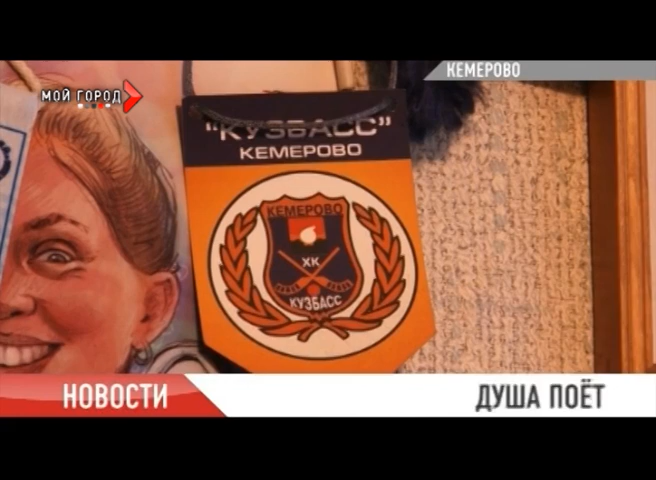 КЕМЕРОВО
МОЙ ГОРОД
"КУЗБАСС"
КЕМЕРОВО
КЕМЕРОВО
ХК
КУЗБАСС
НОВОСТИ
ДУША ПОЁТ